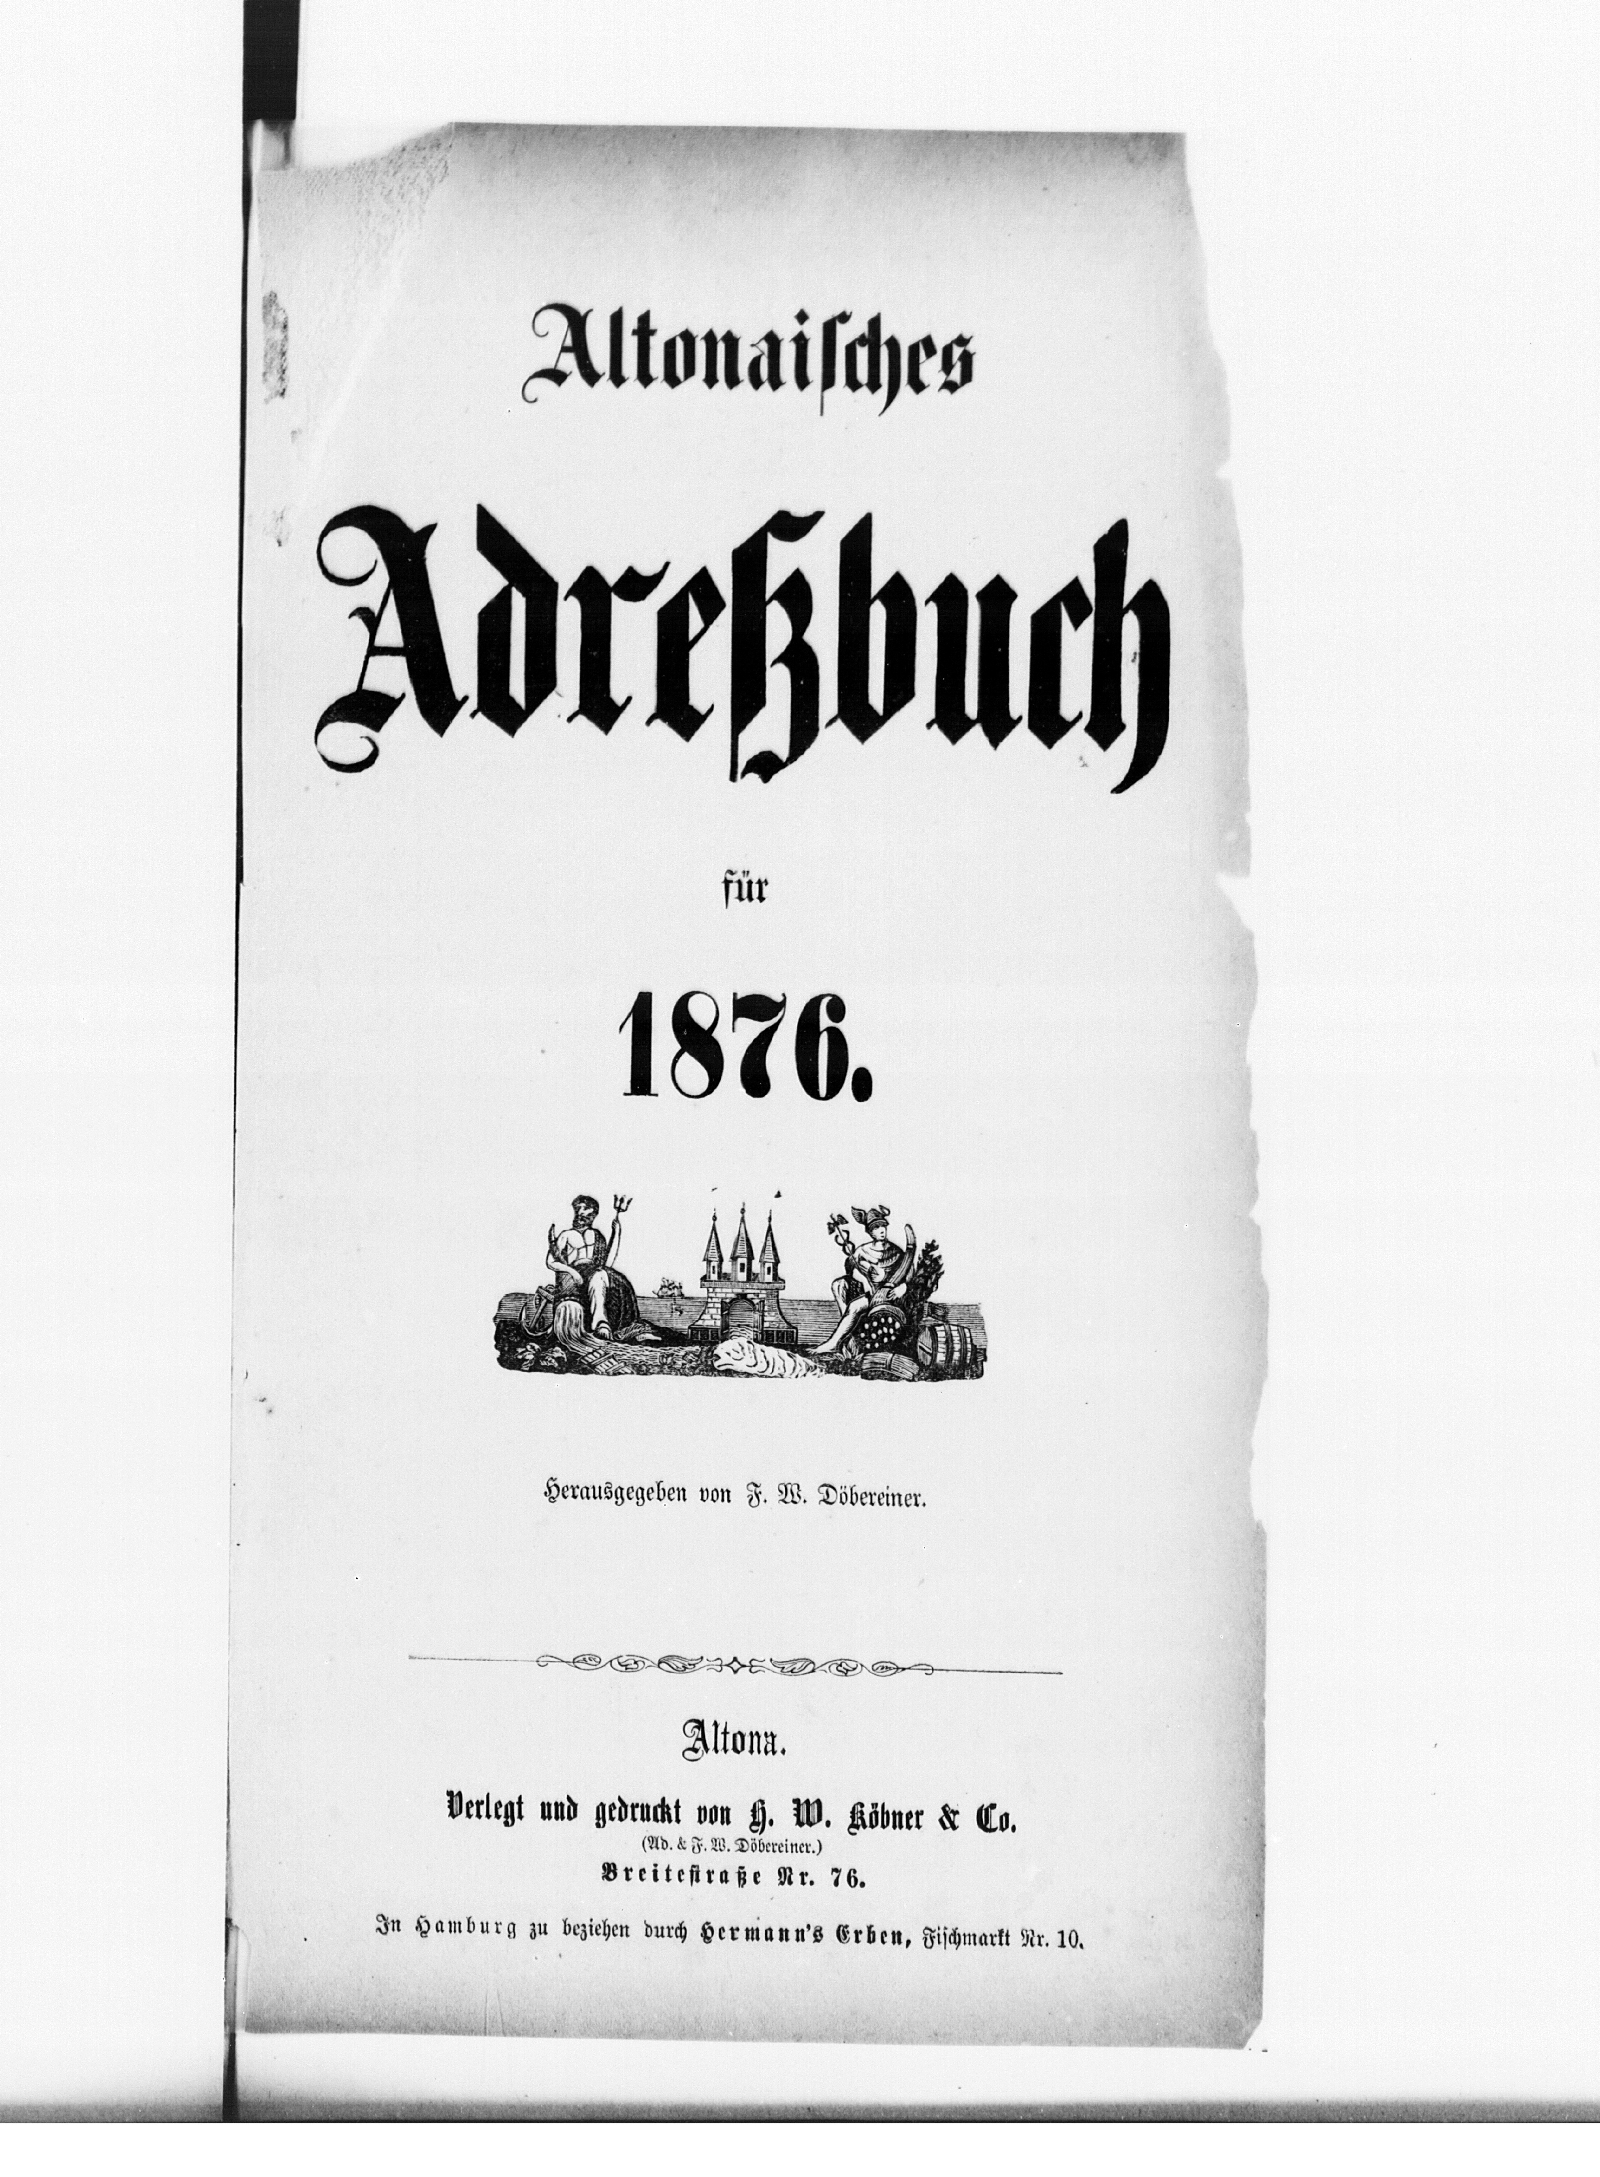 Altonaiſches
Adreßbuch
für
1876.
Herausgegeben von F. W. Döbereiner.
Altona.
Verlegt und gedruckt von H. W. Köbner & Co.
(Ad. & F. W. Döbereiner.)
Breiteſtraße Nr. 76.
In Hamburg zu beziehen durch Hermann's Erben, Fiſchmarkt Nr. 10.